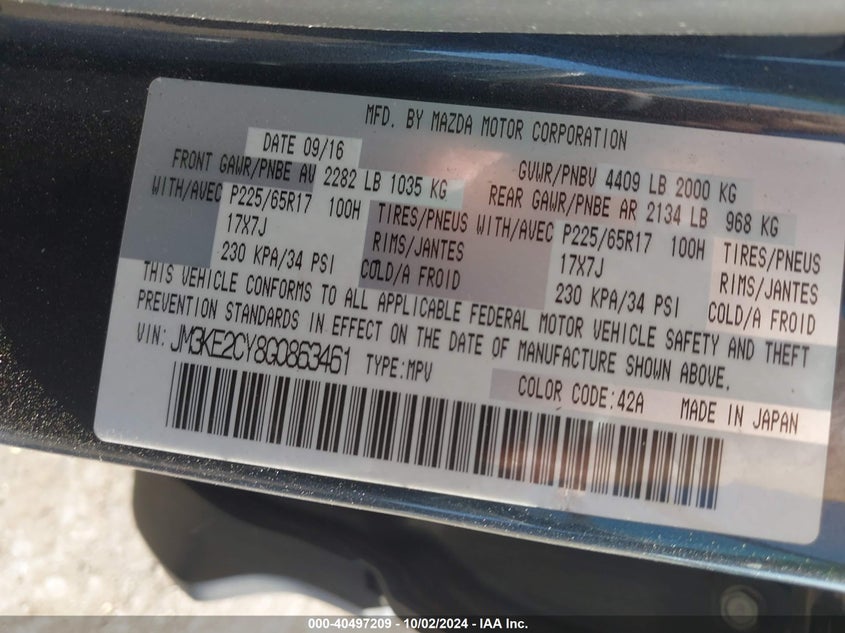 MFD. BY MAZDA MOTOR CORPORATION
DATE 09/16
GVWR/PNBV 4409 LB 2000 KG
FRONT GAWR/PNBE AV 2282 LB 1035 KG
REAR GAWR/PNBE AR 2134 LB 968 KG
WITH/AVEC P225/65R17 100H TIRES/PNEUS
17X7J RIMS/JANTES
230 KPA/34 PSI COLD/A FROID
WITH/AVEC P225/65R17 100H TIRES/PNEUS
17X7J RIMS/JANTES
230 KPA/34 PSI COLD/A FROID
THIS VEHICLE CONFORMS TO ALL APPLICABLE FEDERAL MOTOR VEHICLE SAFETY AND THEFT
PREVENTION STANDARDS IN EFFECT ON THE DATE OF MANUFACTURE SHOWN ABOVE.
VIN: JM3KE2CY8G0863461 TYPE:MPV
COLOR CODE:42A MADE IN JAPAN
000-40497209 - 10/02/2024 - IAA Inc.